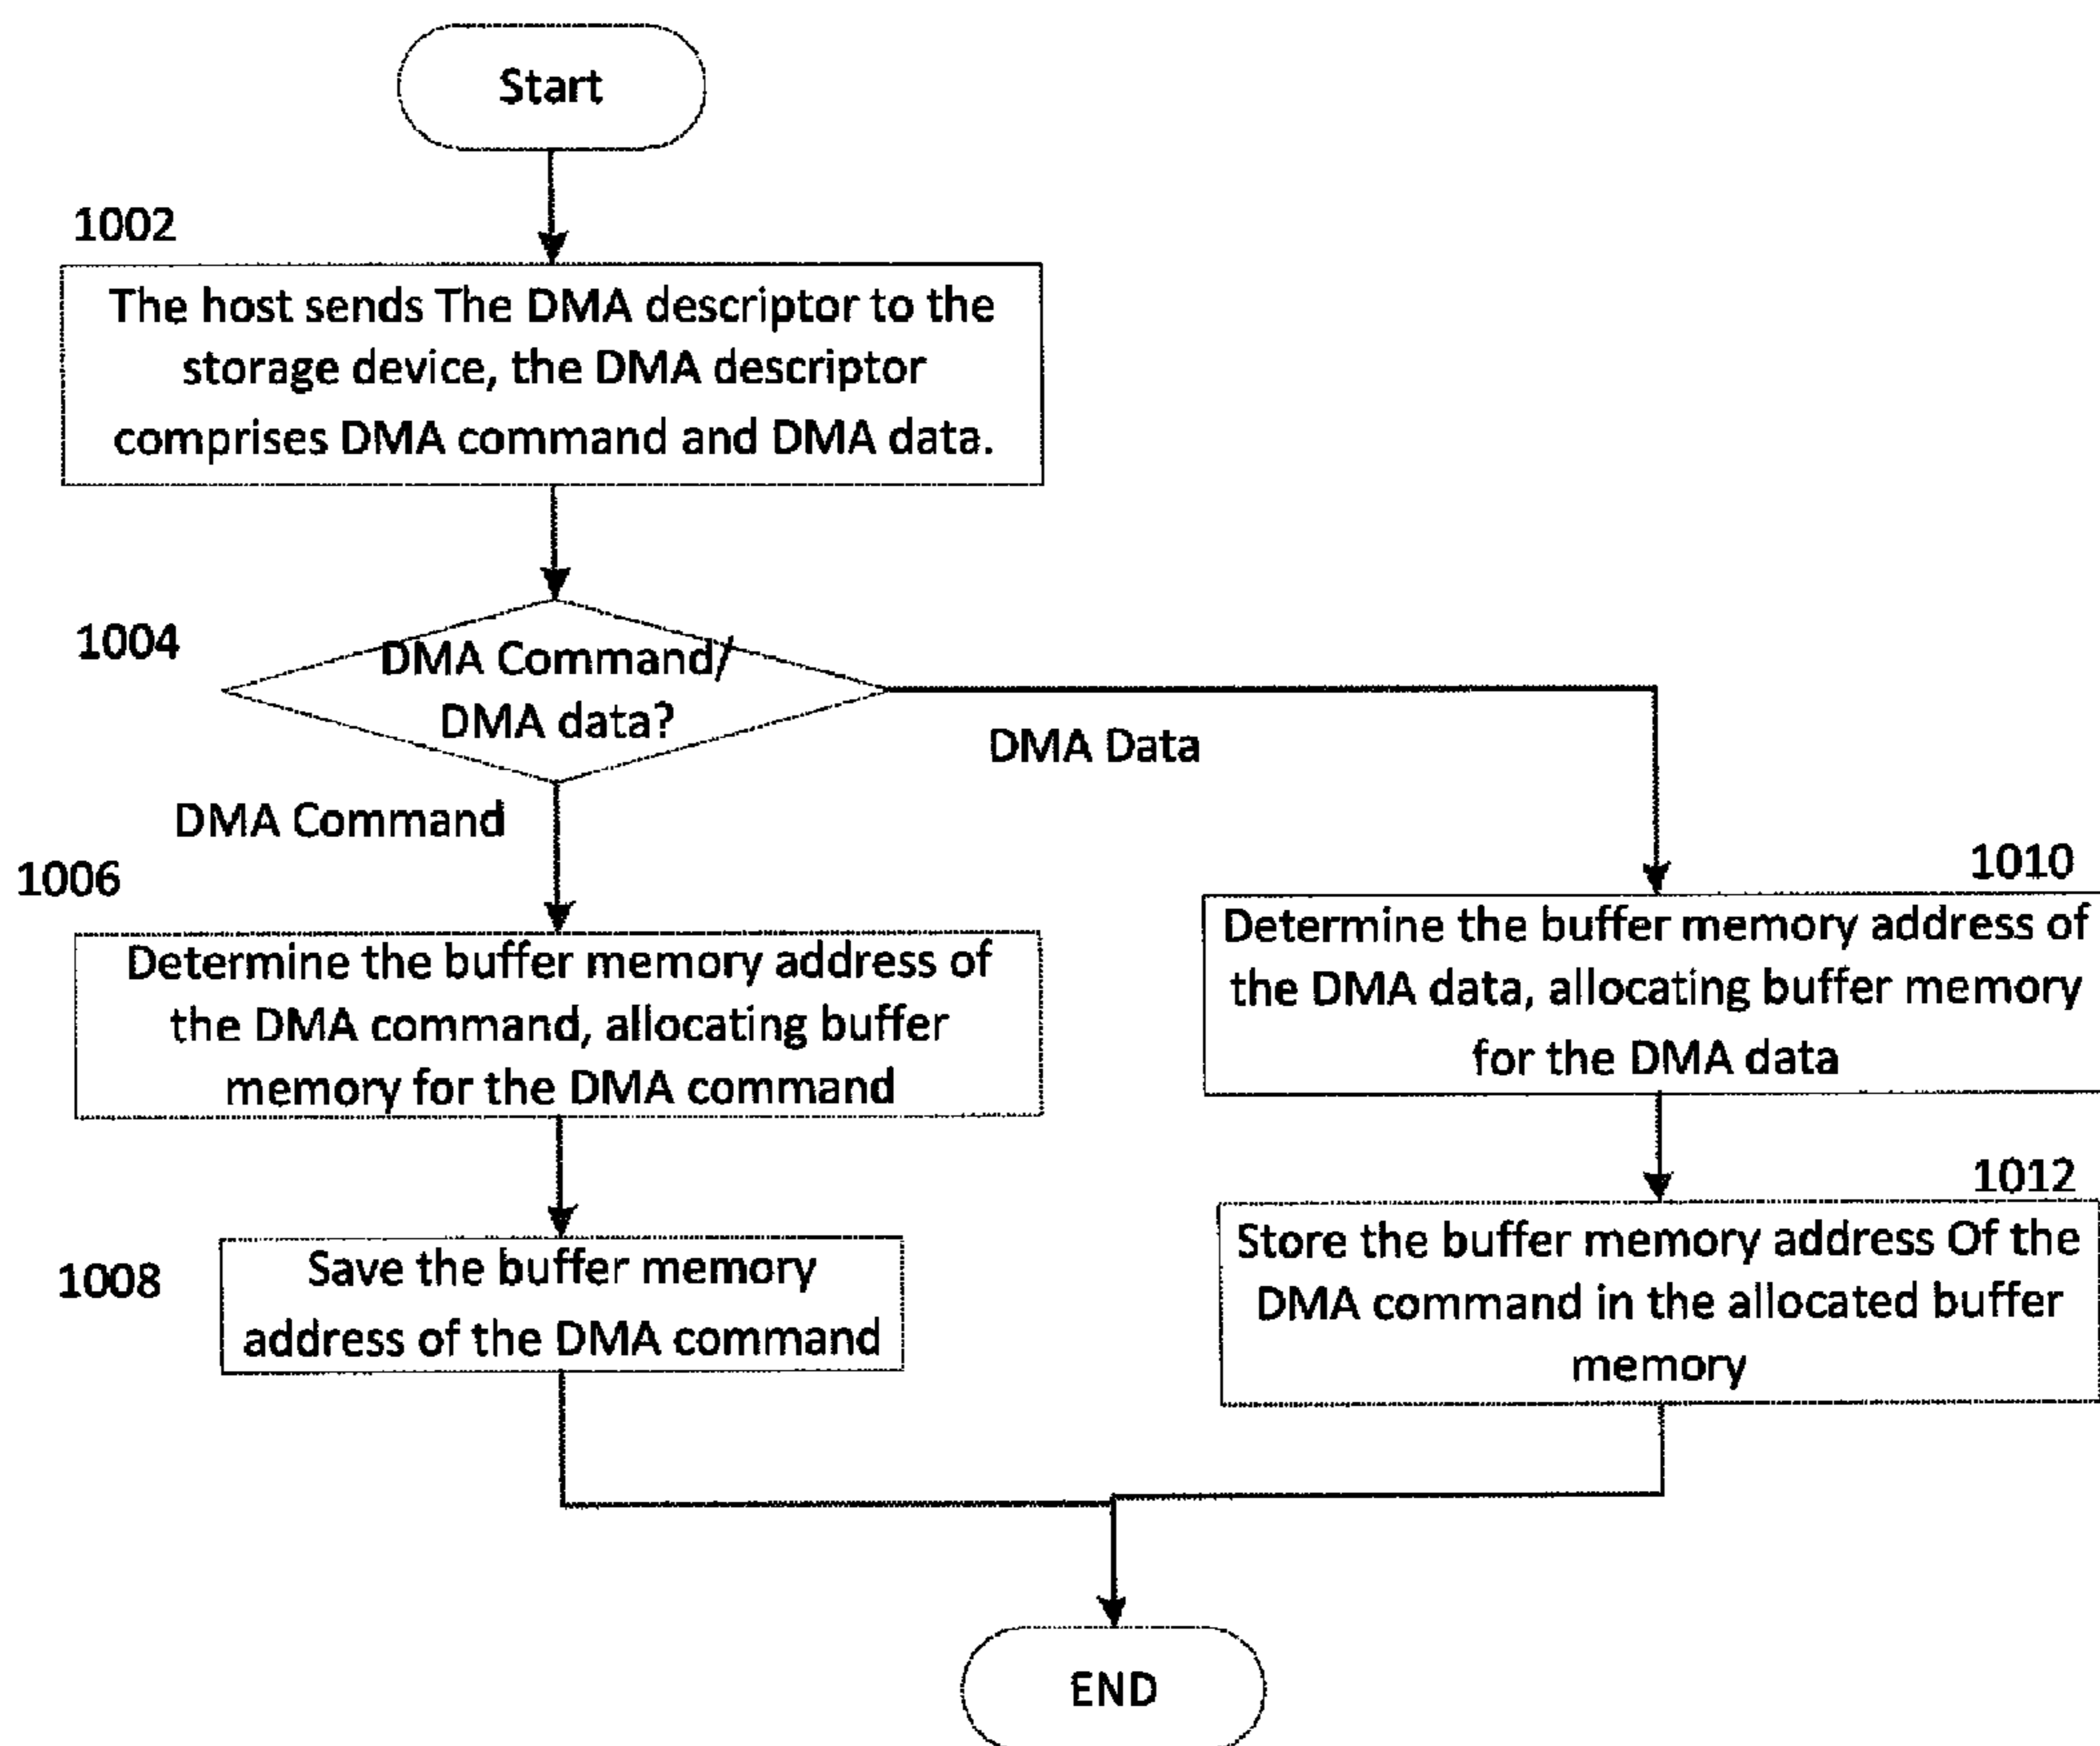 Start
1002
The host sends The DMA descriptor to the
storage device, the DMA descriptor
comprises DMA command and DMA data.
1004
DMA Command/
DMA data?
DMA Data
DMA Command
1006
Determine the buffer memory address of
the DMA command, allocating buffer
memory for the DMA command
1010
Determine the buffer memory address of
the DMA data, allocating buffer memory
for the DMA data
1008
Save the buffer memory
address of the DMA command
1012
Store the buffer memory address Of the
DMA command in the allocated buffer
memory
END